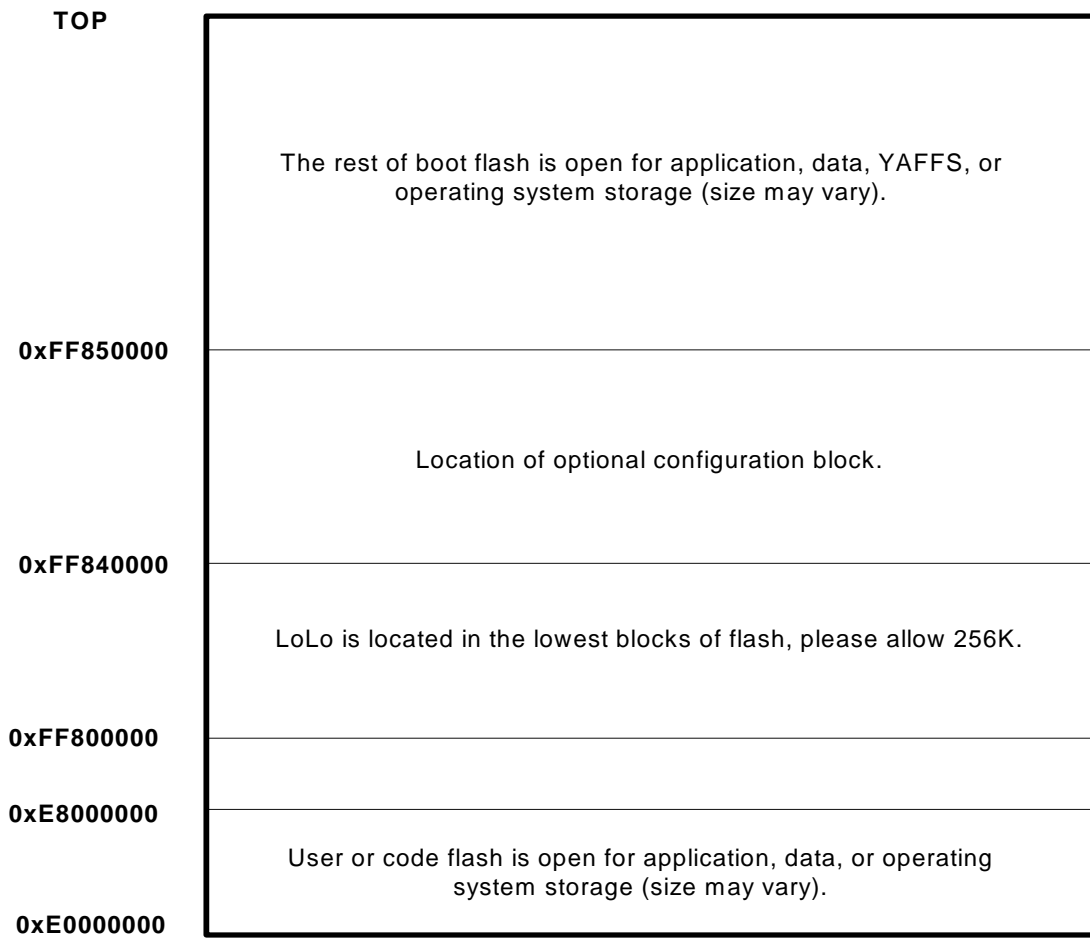 TOP
The rest of boot flash is open for application, data, YAFFS, or
operating system storage (size may vary).
0xFF850000
Location of optional configuration block.
0xFF840000
LoLo is located in the lowest blocks of flash, please allow 256K.
0xFF800000
0xE8000000
User or code flash is open for application, data, or operating
system storage (size may vary).
0xE0000000